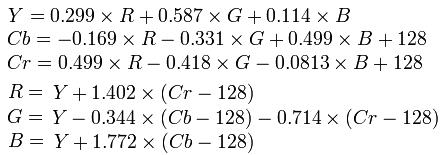 Y = 0.299 × R + 0.587 × G + 0.114 × B
Cb = −0.169 × R − 0.331 × G + 0.499 × B + 128
Cr = 0.499 × R − 0.418 × G − 0.0813 × B + 128
R = Y + 1.402 × (Cr − 128)
G = Y − 0.344 × (Cb − 128) − 0.714 × (Cr − 128)
B = Y + 1.772 × (Cb − 128)